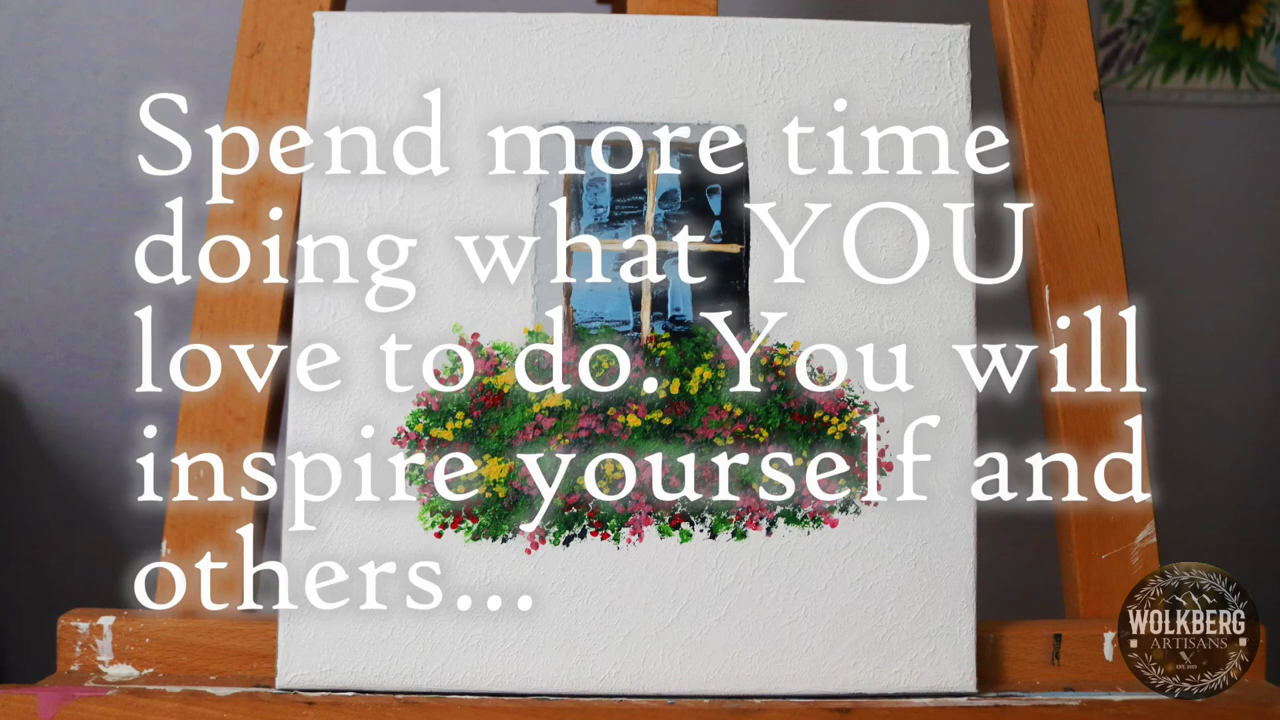 Spend more time
doing what YOU
love to do. You will
inspire yourself and
others...
WOLKBERG
ARTISANS